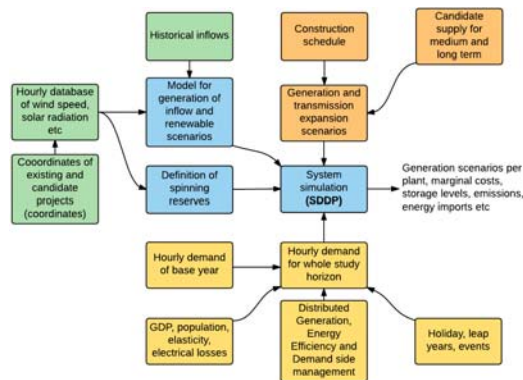 Historical inflows
Construction
schedule
Candidate
supply for
medium and
long term
Hourly database
of wind speed,
solar radiation
etc
Model for
generation of
inflow and
renewable
scenarios
Generation and
transmission
expansion
scenarios
Cooordinates of
existing and
candidate
projects
(coordinates)
Definition of
spinning
reserves
System
simulation
(SDDP)
Generation scenarios per
plant, marginal costs,
storage levels, emissions,
energy imports etc
Hourly demand
of base year
Hourly demand
for whole study
horizon
GDP, population,
elasticity,
electrical losses
Distributed
Generation,
Energy
Efficiency and
Demand side
management
Holiday, leap
years, events